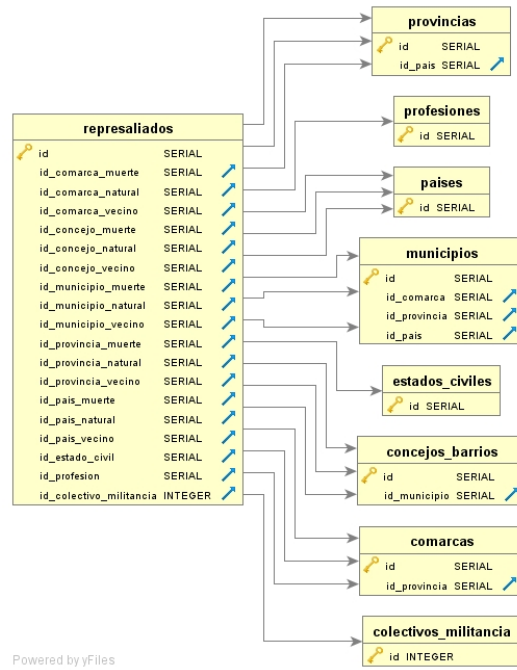 provincias
id SERIAL
id_pais SERIAL
profesiones
id SERIAL
represaliados
id SERIAL
id_comarca_muerte SERIAL
id_comarca_natural SERIAL
id_comarca_vecino SERIAL
id_concejo_muerte SERIAL
id_concejo_natural SERIAL
id_concejo_vecino SERIAL
id_municipio_muerte SERIAL
id_municipio_natural SERIAL
id_municipio_vecino SERIAL
id_provincia_muerte SERIAL
id_provincia_natural SERIAL
id_provincia_vecino SERIAL
id_pais_muerte SERIAL
id_pais_natural SERIAL
id_pais_vecino SERIAL
id_estado_civil SERIAL
id_profesion SERIAL
id_colectivo_militancia INTEGER
paises
id SERIAL
municipios
id SERIAL
id_comarca SERIAL
id_provincia SERIAL
id_pais SERIAL
estados_civiles
id SERIAL
concejos_barrios
id SERIAL
id_municipio SERIAL
comarcas
id SERIAL
id_provincia SERIAL
colectivos_militancia
id INTEGER
Powered by yFiles